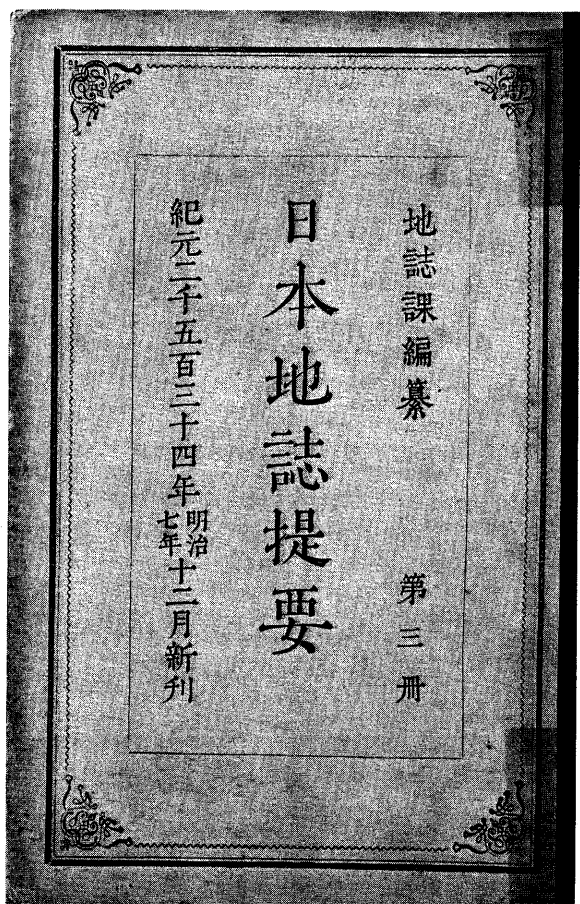 地誌課編纂　第三冊
日本地誌提要
紀元二千五百三十四年明治七年十二月新刊